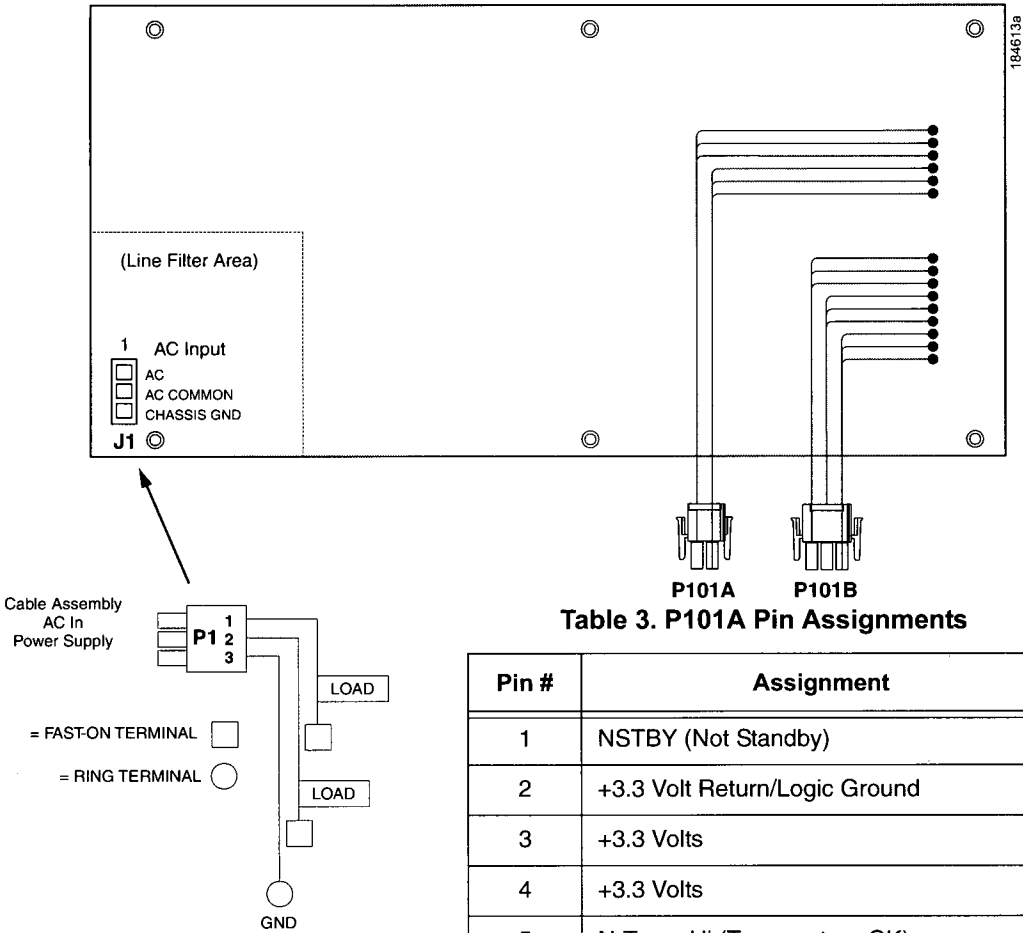 184613a
(Line Filter Area)
1 AC Input
AC
AC COMMON
CHASSIS GND
J1
P101A P101B
Table 3. P101A Pin Assignments
Cable Assembly
AC In
Power Supply
P1
1
2
3
LOAD
= FAST-ON TERMINAL
= RING TERMINAL
LOAD
GND
Pin # Assignment
1 NSTBY (Not Standby)
2 +3.3 Volt Return/Logic Ground
3 +3.3 Volts
4 +3.3 Volts